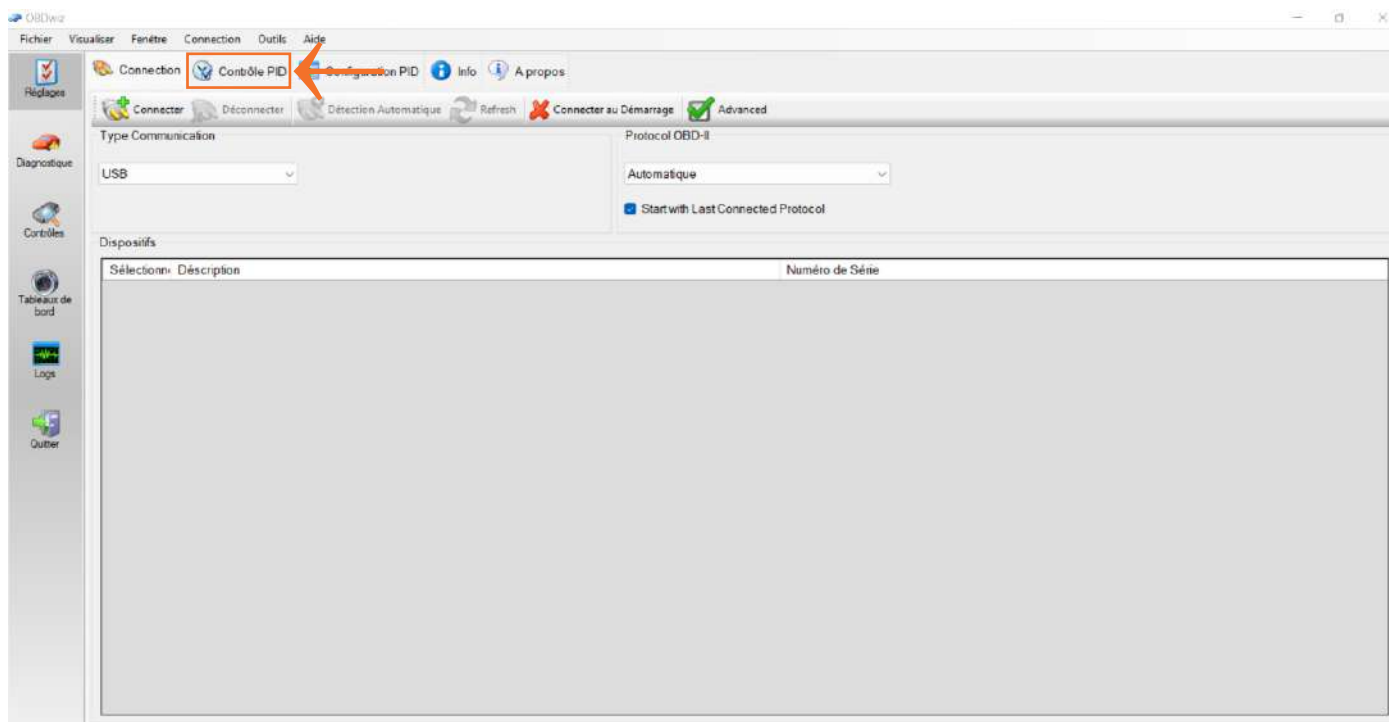 OBDwiz
Fichier Visualiser Fenêtre Connection Outils Aide
Réglages
Connection Contrôle PID Configuration PID Info A propos
Connecter Déconnecter Détection Automatique Refresh Connecter au Démarrage Advanced
Type Communication
Protocol OBD-II
Diagnostique
USB
Automatique
Start with Last Connected Protocol
Contrôles
Dispositifs
Sélectionne Déscription Numéro de Série
Tableaux de
bord
Logs
Quitter